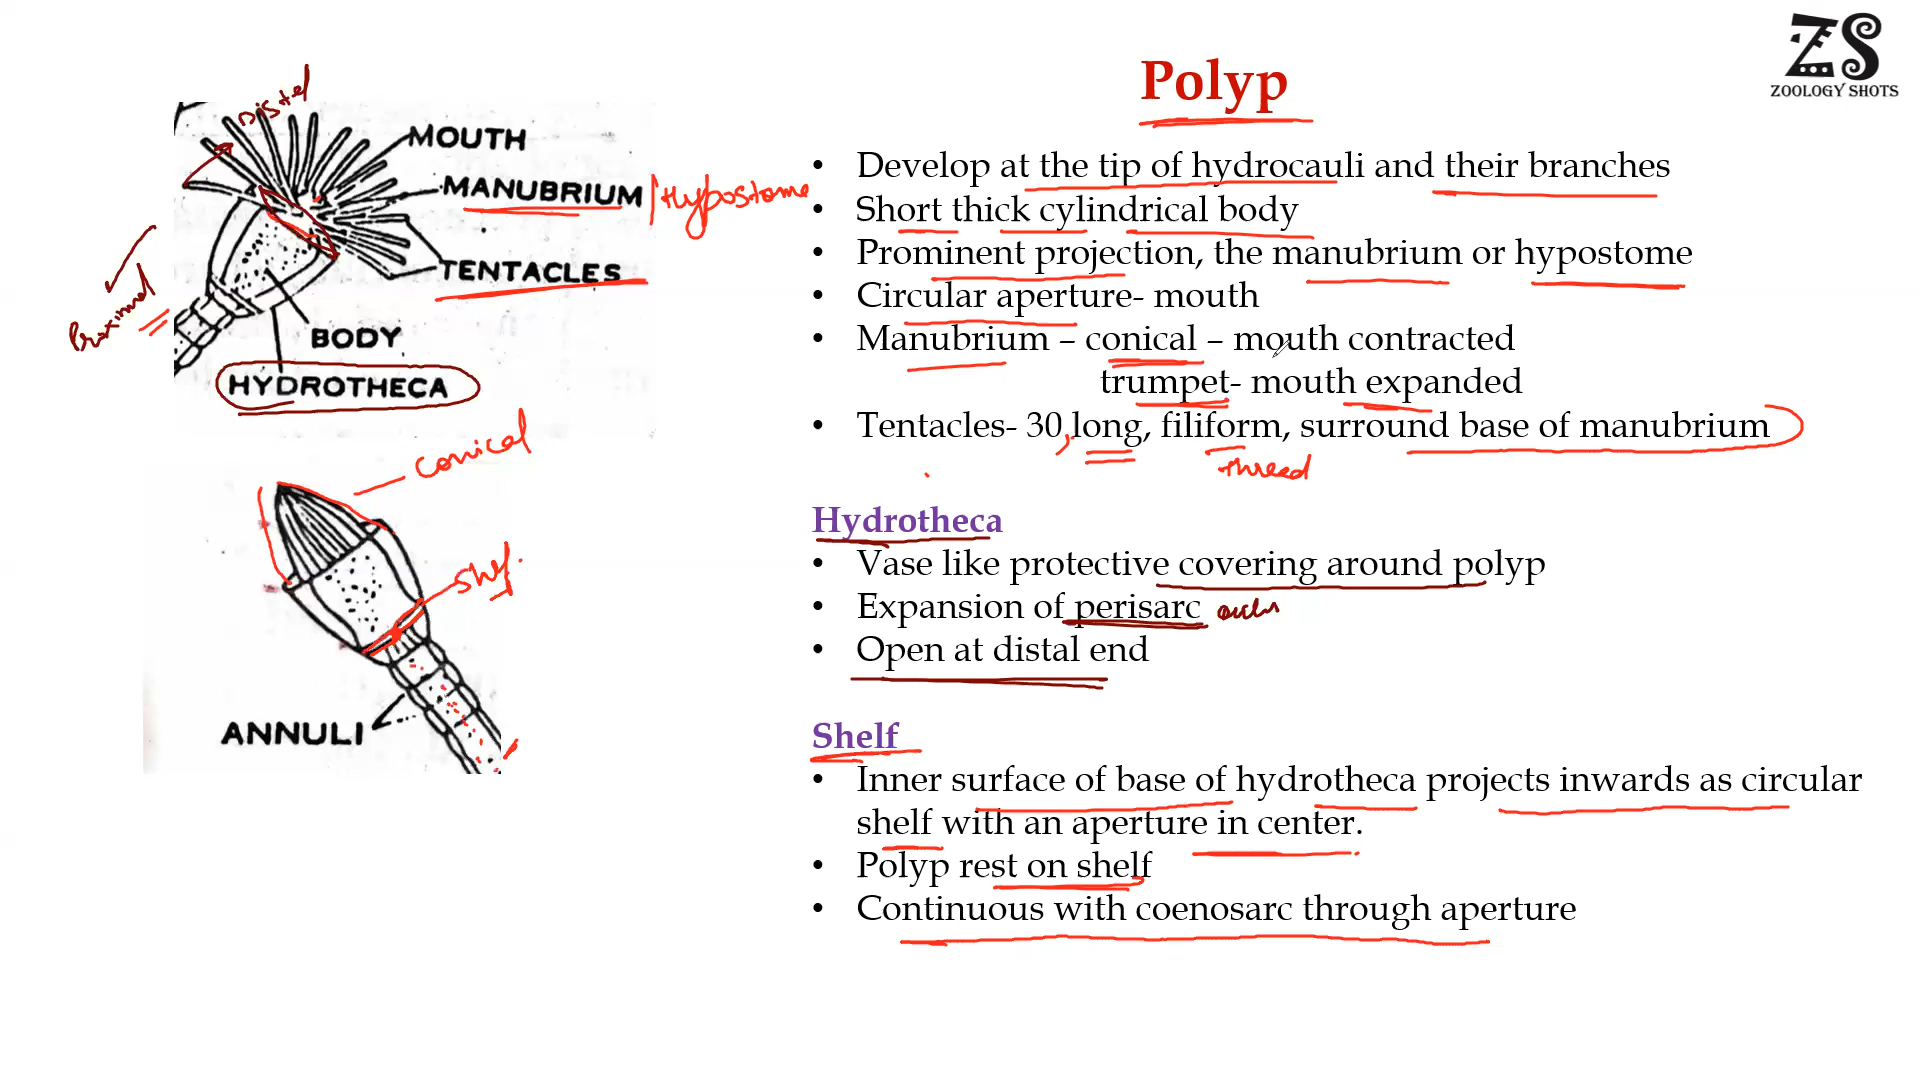 ZS
ZOOLOGY SHOTS
Polyp
• Develop at the tip of hydrocauli and their branches
• Short thick cylindrical body
• Prominent projection, the manubrium or hypostome
• Circular aperture- mouth
• Manubrium – conical – mouth contracted
trumpet- mouth expanded
• Tentacles- 30, long, filiform, surround base of manubrium
thread
Hydrotheca
• Vase like protective covering around polyp
• Expansion of perisarc
• Open at distal end
Shelf
• Inner surface of base of hydrotheca projects inwards as circular
shelf with an aperture in center.
• Polyp rest on shelf
• Continuous with coenosarc through aperture
Distal
MOUTH
MANUBRIUM / Hypostome
TENTACLES
Proximal
BODY
HYDROTHECA
conical
Shelf
ANNULI